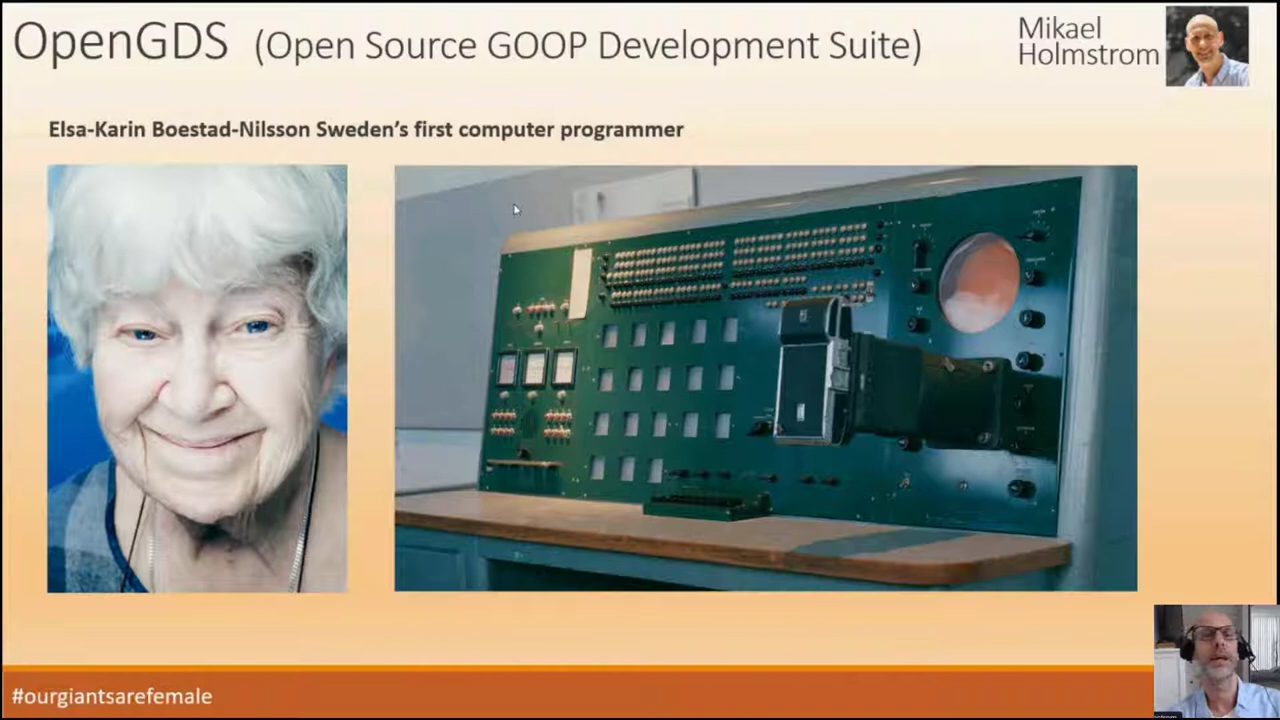 OpenGDS (Open Source GOOP Development Suite)
Mikael
Holmstrom
Elsa-Karin Boestad-Nilsson Sweden's first computer programmer
#ourgiantsarefemale